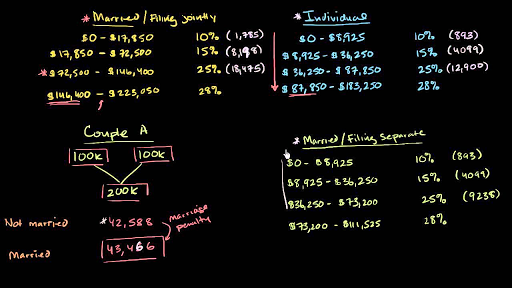 * Married / Filing jointly
$0 - $17,850 10% (1,785)
$17,850 - $72,500 15% (8,198)
* $72,500 - $146,400 25% (18,475)
$146,400 - $223,050 28%
* Individual
$0 - $8,925 10% (893)
$8,925 - $36,250 15% (4099)
$36,250 - $87,850 25% (12,900)
$87,850 - $183,250 28%
Couple A
100k 100k
200k
Not married *42,588
Married 43,466
marriage
penalty
* Married / Filing Separate
$0 - $8,925 10% (893)
$8,925 - $36,250 15% (4099)
$36,250 - $73,200 25% (9238)
$73,200 - $111,525 28%